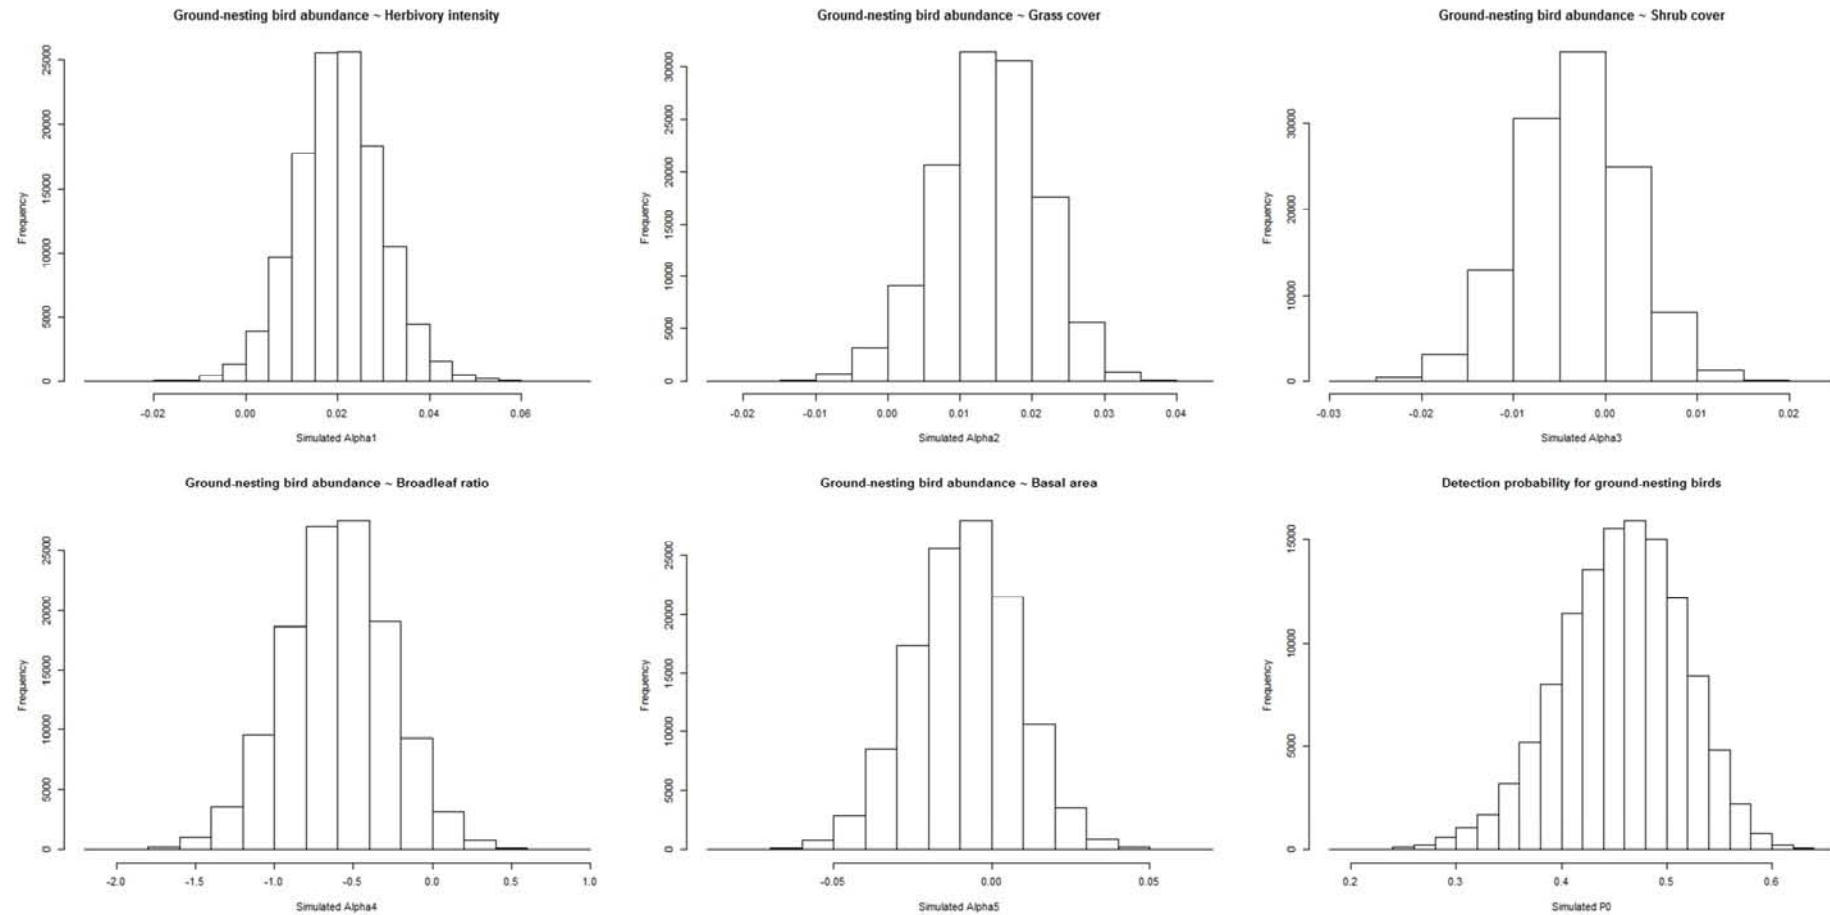 Ground-nesting bird abundance ~ Herbivory intensity
Frequency
25000
20000
15000
10000
5000
0
-0.02 0.00 0.02 0.04 0.06
Simulated Alpha1
Ground-nesting bird abundance ~ Grass cover
Frequency
30000
25000
20000
15000
10000
5000
0
-0.02 -0.01 0.00 0.01 0.02 0.03 0.04
Simulated Alpha2
Ground-nesting bird abundance ~ Shrub cover
Frequency
30000
20000
10000
0
-0.03 -0.02 -0.01 0.00 0.01 0.02
Simulated Alpha3
Ground-nesting bird abundance ~ Broadleaf ratio
Frequency
25000
20000
15000
10000
5000
0
-2.0 -1.5 -1.0 -0.5 0.0 0.5 1.0
Simulated Alpha4
Ground-nesting bird abundance ~ Basal area
Frequency
25000
20000
15000
10000
5000
0
-0.05 0.00 0.05
Simulated Alpha5
Detection probability for ground-nesting birds
Frequency
15000
10000
5000
0
0.2 0.3 0.4 0.5 0.6
Simulated P0